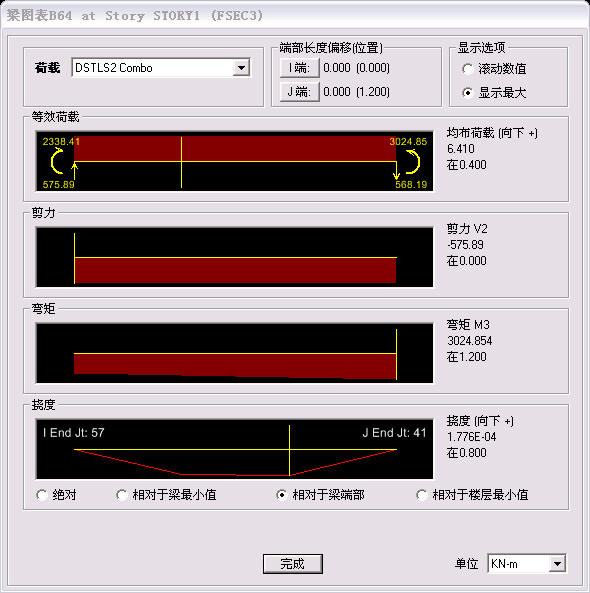 梁图表B64 at Story STORY1 (FSEC3)
荷载 DSTLS2 Combo
端部长度偏移(位置)
I 端: 0.000 (0.000)
J 端: 0.000 (1.200)
显示选项
滚动数值
显示最大
等效荷载
2338.41 3024.85
575.89 568.19
均布荷载 (向下 +)
6.410
在0.400
剪力
剪力 V2
-575.89
在0.000
弯矩
弯矩 M3
3024.854
在1.200
挠度
I End Jt: 57 J End Jt: 41
挠度 (向下 +)
1.776E-04
在0.800
绝对 相对于梁最小值 相对于梁端部 相对于楼层最小值
完成
单位 KN-m